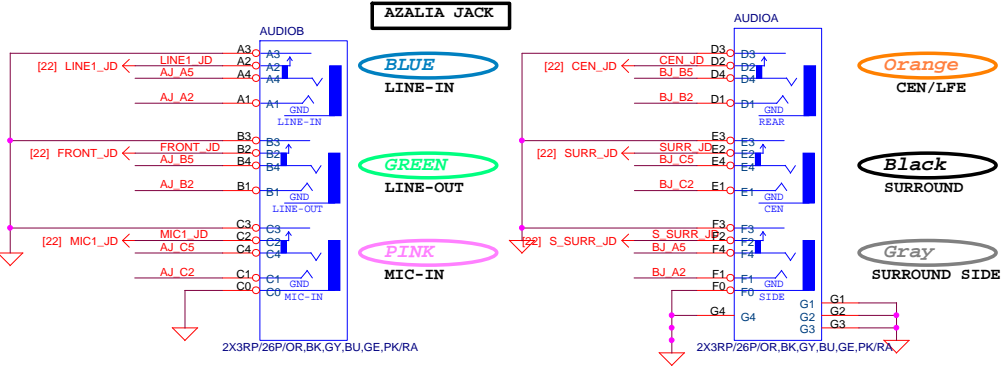 AZALIA JACK
AUDIOB
A3 A3
[22] LINE1_JD LINE1_JD A2 A2
AJ_A5 A4 A4
AJ_A2 A1 A1
GND
LINE-IN
BLUE
LINE-IN
B3 B3
[22] FRONT_JD FRONT_JD B2 B2
AJ_B5 B4 B4
AJ_B2 B1 B1
GND
LINE-OUT
GREEN
LINE-OUT
C3 C3
[22] MIC1_JD MIC1_JD C2 C2
AJ_C5 C4 C4
AJ_C2 C1 C1
GND
C0 C0
MIC-IN
PINK
MIC-IN
2X3RP/26P/OR,BK,GY,BU,GE,PK/RA
AUDIOA
D3 D3
[22] CEN_JD CEN_JD D2 D2
BJ_B5 D4 D4
BJ_B2 D1 D1
GND
REAR
Orange
CEN/LFE
E3 E3
[22] SURR_JD SURR_JD E2 E2
BJ_C5 E4 E4
BJ_C2 E1 E1
GND
CEN
Black
SURROUND
F3 F3
[22] S_SURR_JD S_SURR_JD F2 F2
BJ_A5 F4 F4
BJ_A2 F1 F1
GND
F0 F0
SIDE
Gray
SURROUND SIDE
G4 G4
G1 G1
G2 G2
G3 G3
2X3RP/26P/OR,BK,GY,BU,GE,PK/RA